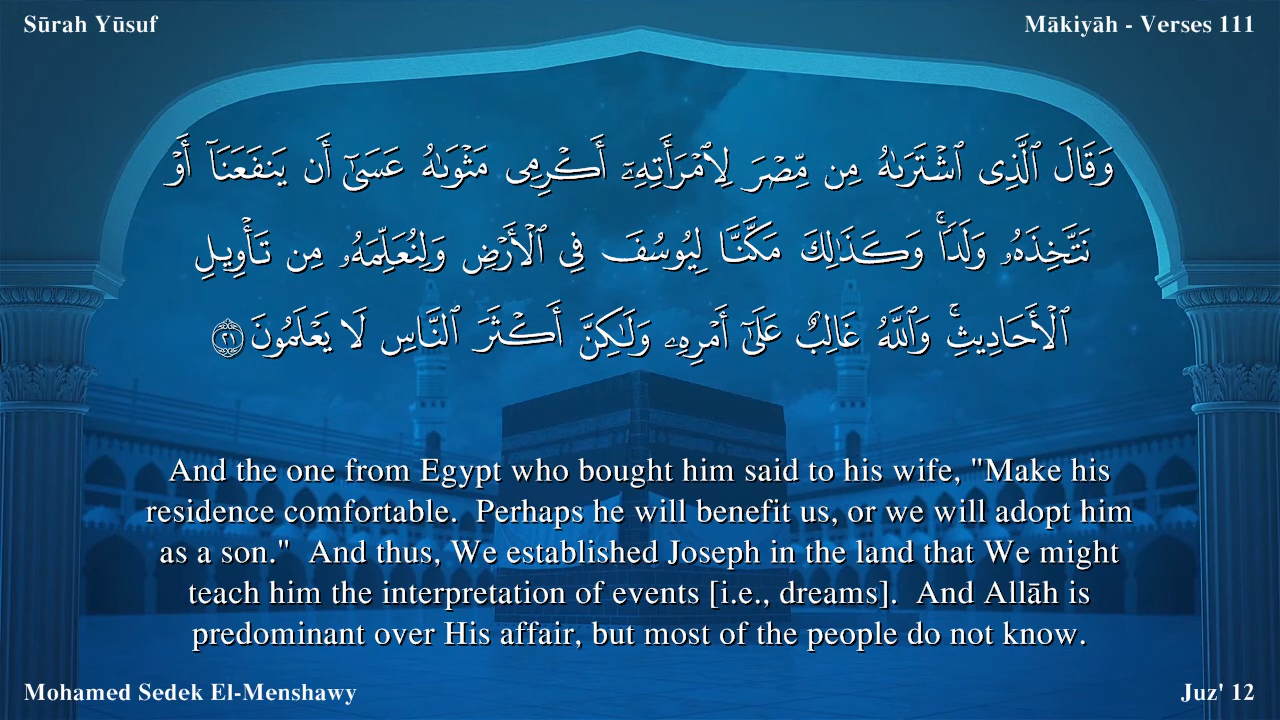 Sūrah Yūsuf
Mākiyāh - Verses 111
وَقَالَ ٱلَّذِى ٱشْتَرَىٰهُ مِن مِّصْرَ لِٱمْرَأَتِهِۦٓ أَكْرِمِى مَثْوَىٰهُ عَسَىٰٓ أَن يَنفَعَنَآ أَوْ
نَتَّخِذَهُۥ وَلَدًا ۚ وَكَذَٰلِكَ مَكَّنَّا لِيُوسُفَ فِى ٱلْأَرْضِ وَلِنُعَلِّمَهُۥ مِن تَأْوِيلِ
ٱلْأَحَادِيثِ ۚ وَٱللَّهُ غَالِبٌ عَلَىٰٓ أَمْرِهِۦ وَلَٰكِنَّ أَكْثَرَ ٱلنَّاسِ لَا يَعْلَمُونَ ٢١
And the one from Egypt who bought him said to his wife, "Make his
residence comfortable.  Perhaps he will benefit us, or we will adopt him
as a son."  And thus, We established Joseph in the land that We might
teach him the interpretation of events [i.e., dreams].  And Allāh is
predominant over His affair, but most of the people do not know.
Mohamed Sedek El-Menshawy
Juz' 12